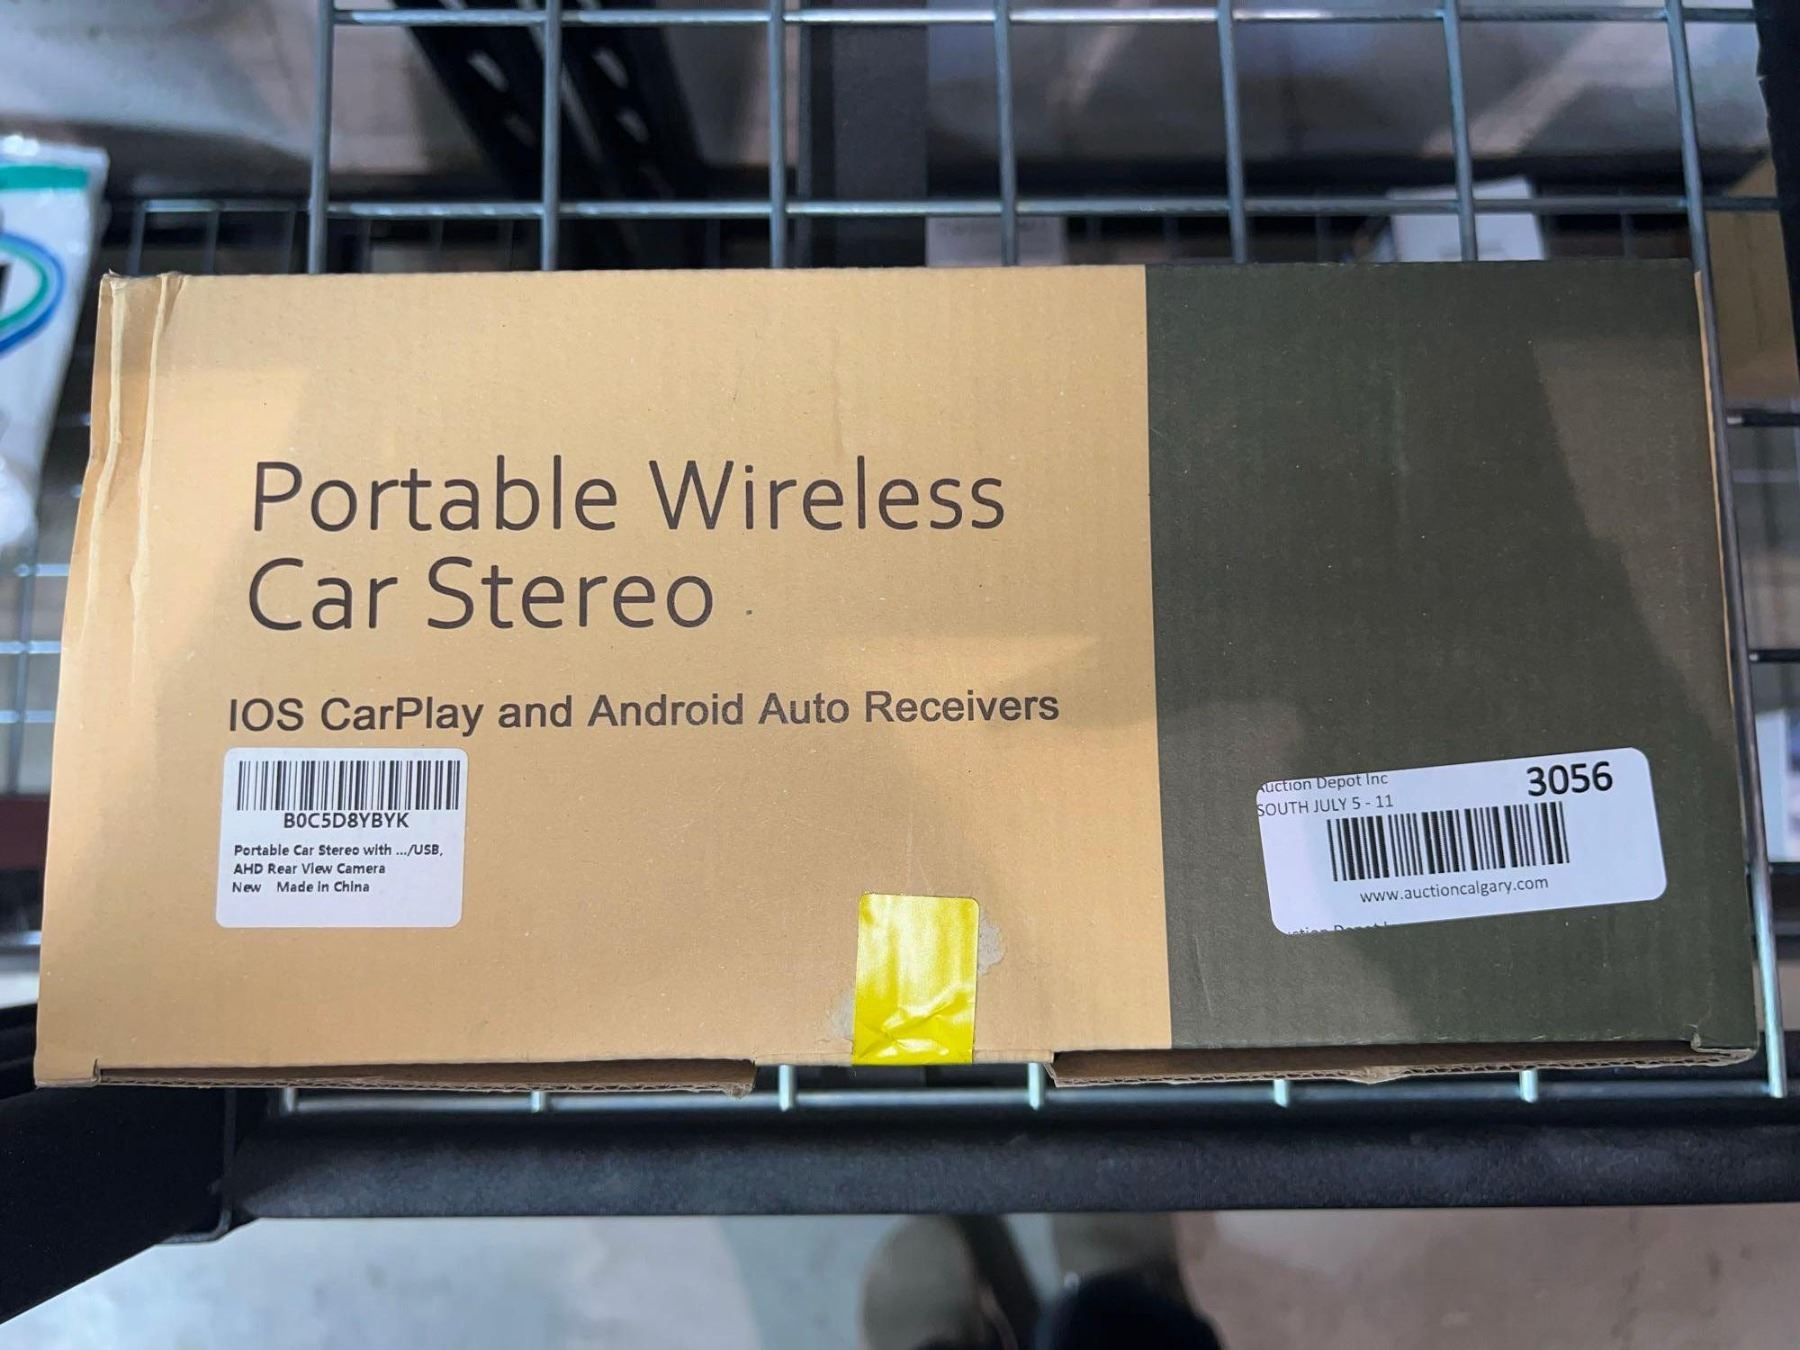 Portable Wireless
Car Stereo
IOS CarPlay and Android Auto Receivers
B0C5D8YBYK
Portable Car Stereo with .../USB,
AHD Rear View Camera
New Made in China
Auction Depot Inc
3056
SOUTH JULY 5 - 11
www.auctioncalgary.com